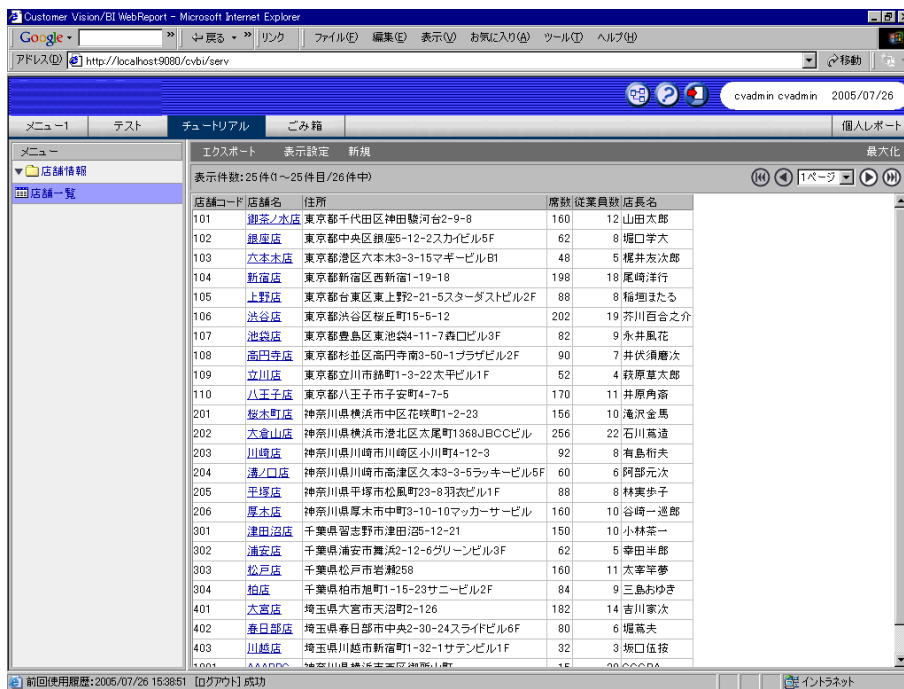 Customer Vision/BI WebReport - Microsoft Internet Explorer
Google - » 戻る - » リンク ファイル(F) 編集(E) 表示(V) お気に入り(A) ツール(T) ヘルプ(H)
アドレス(D) http://localhost:9080/cvbi/serv 移動
cvadmin cvadmin 2005/07/26
メニュー1 テスト チュートリアル ごみ箱 個人レポート
メニュー エクスポート 表示設定 新規 最大化
▼店舗情報
店舗一覧
表示件数:25件(1～25件目/26件中) 1ページ
店舗コード 店舗名 住所 席数 従業員数 店長名
101 御茶ノ水店 東京都千代田区神田駿河台2-9-8 160 12 山田太郎
102 銀座店 東京都中央区銀座5-12-2スカイビル5F 62 8 堀口学大
103 六本木店 東京都港区六本木3-3-15マギービルB1 48 5 梶井友次郎
104 新宿店 東京都新宿区西新宿1-19-18 198 18 尾崎洋行
105 上野店 東京都台東区東上野2-21-5スターダストビル2F 88 8 稲垣ほたる
106 渋谷店 東京都渋谷区桜丘町15-5-12 202 19 芥川百合之介
107 池袋店 東京都豊島区東池袋4-11-7森口ビル3F 82 9 永井風花
108 高円寺店 東京都杉並区高円寺南3-50-1プラザビル2F 90 7 井伏須磨次
109 立川店 東京都立川市錦町1-3-22太平ビル1F 52 4 萩原草太郎
110 八王子店 東京都八王子市子安町4-7-5 170 11 井原角斎
201 桜木町店 神奈川県横浜市中区花咲町1-2-23 156 10 滝沢金馬
202 大倉山店 神奈川県横浜市港北区太尾町1368JBCCビル 256 22 石川蔦造
203 川崎店 神奈川県川崎市川崎区小川町4-12-3 92 8 有島桁夫
204 溝ノ口店 神奈川県川崎市高津区久本3-3-5ラッキービル5F 60 6 阿部元次
205 平塚店 神奈川県平塚市松風町23-8羽衣ビル1F 88 8 林実歩子
206 厚木店 神奈川県厚木市中町3-10-10マッカーサービル 160 10 谷崎一巡郎
301 津田沼店 千葉県習志野市津田沼5-12-21 150 10 小林茶一
302 浦安店 千葉県浦安市舞浜2-12-6グリーンビル3F 62 5 幸田半郎
303 松戸店 千葉県松戸市岩瀬258 160 11 太宰竿夢
304 柏店 千葉県柏市旭町1-15-23サニービル2F 84 9 三島おゆき
401 大宮店 埼玉県大宮市天沼町2-126 182 14 吉川家次
402 春日部店 埼玉県春日部市中央2-30-24スライドビル6F 80 6 堀蔦夫
403 川越店 埼玉県川越市新宿町1-32-1サテンビル1F 32 3 坂口伍按
前回使用履歴:2005/07/26 15:38:51 [ログアウト] 成功 イントラネット